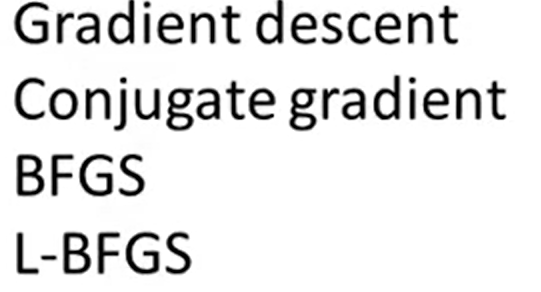 Gradient descent
Conjugate gradient
BFGS
L-BFGS